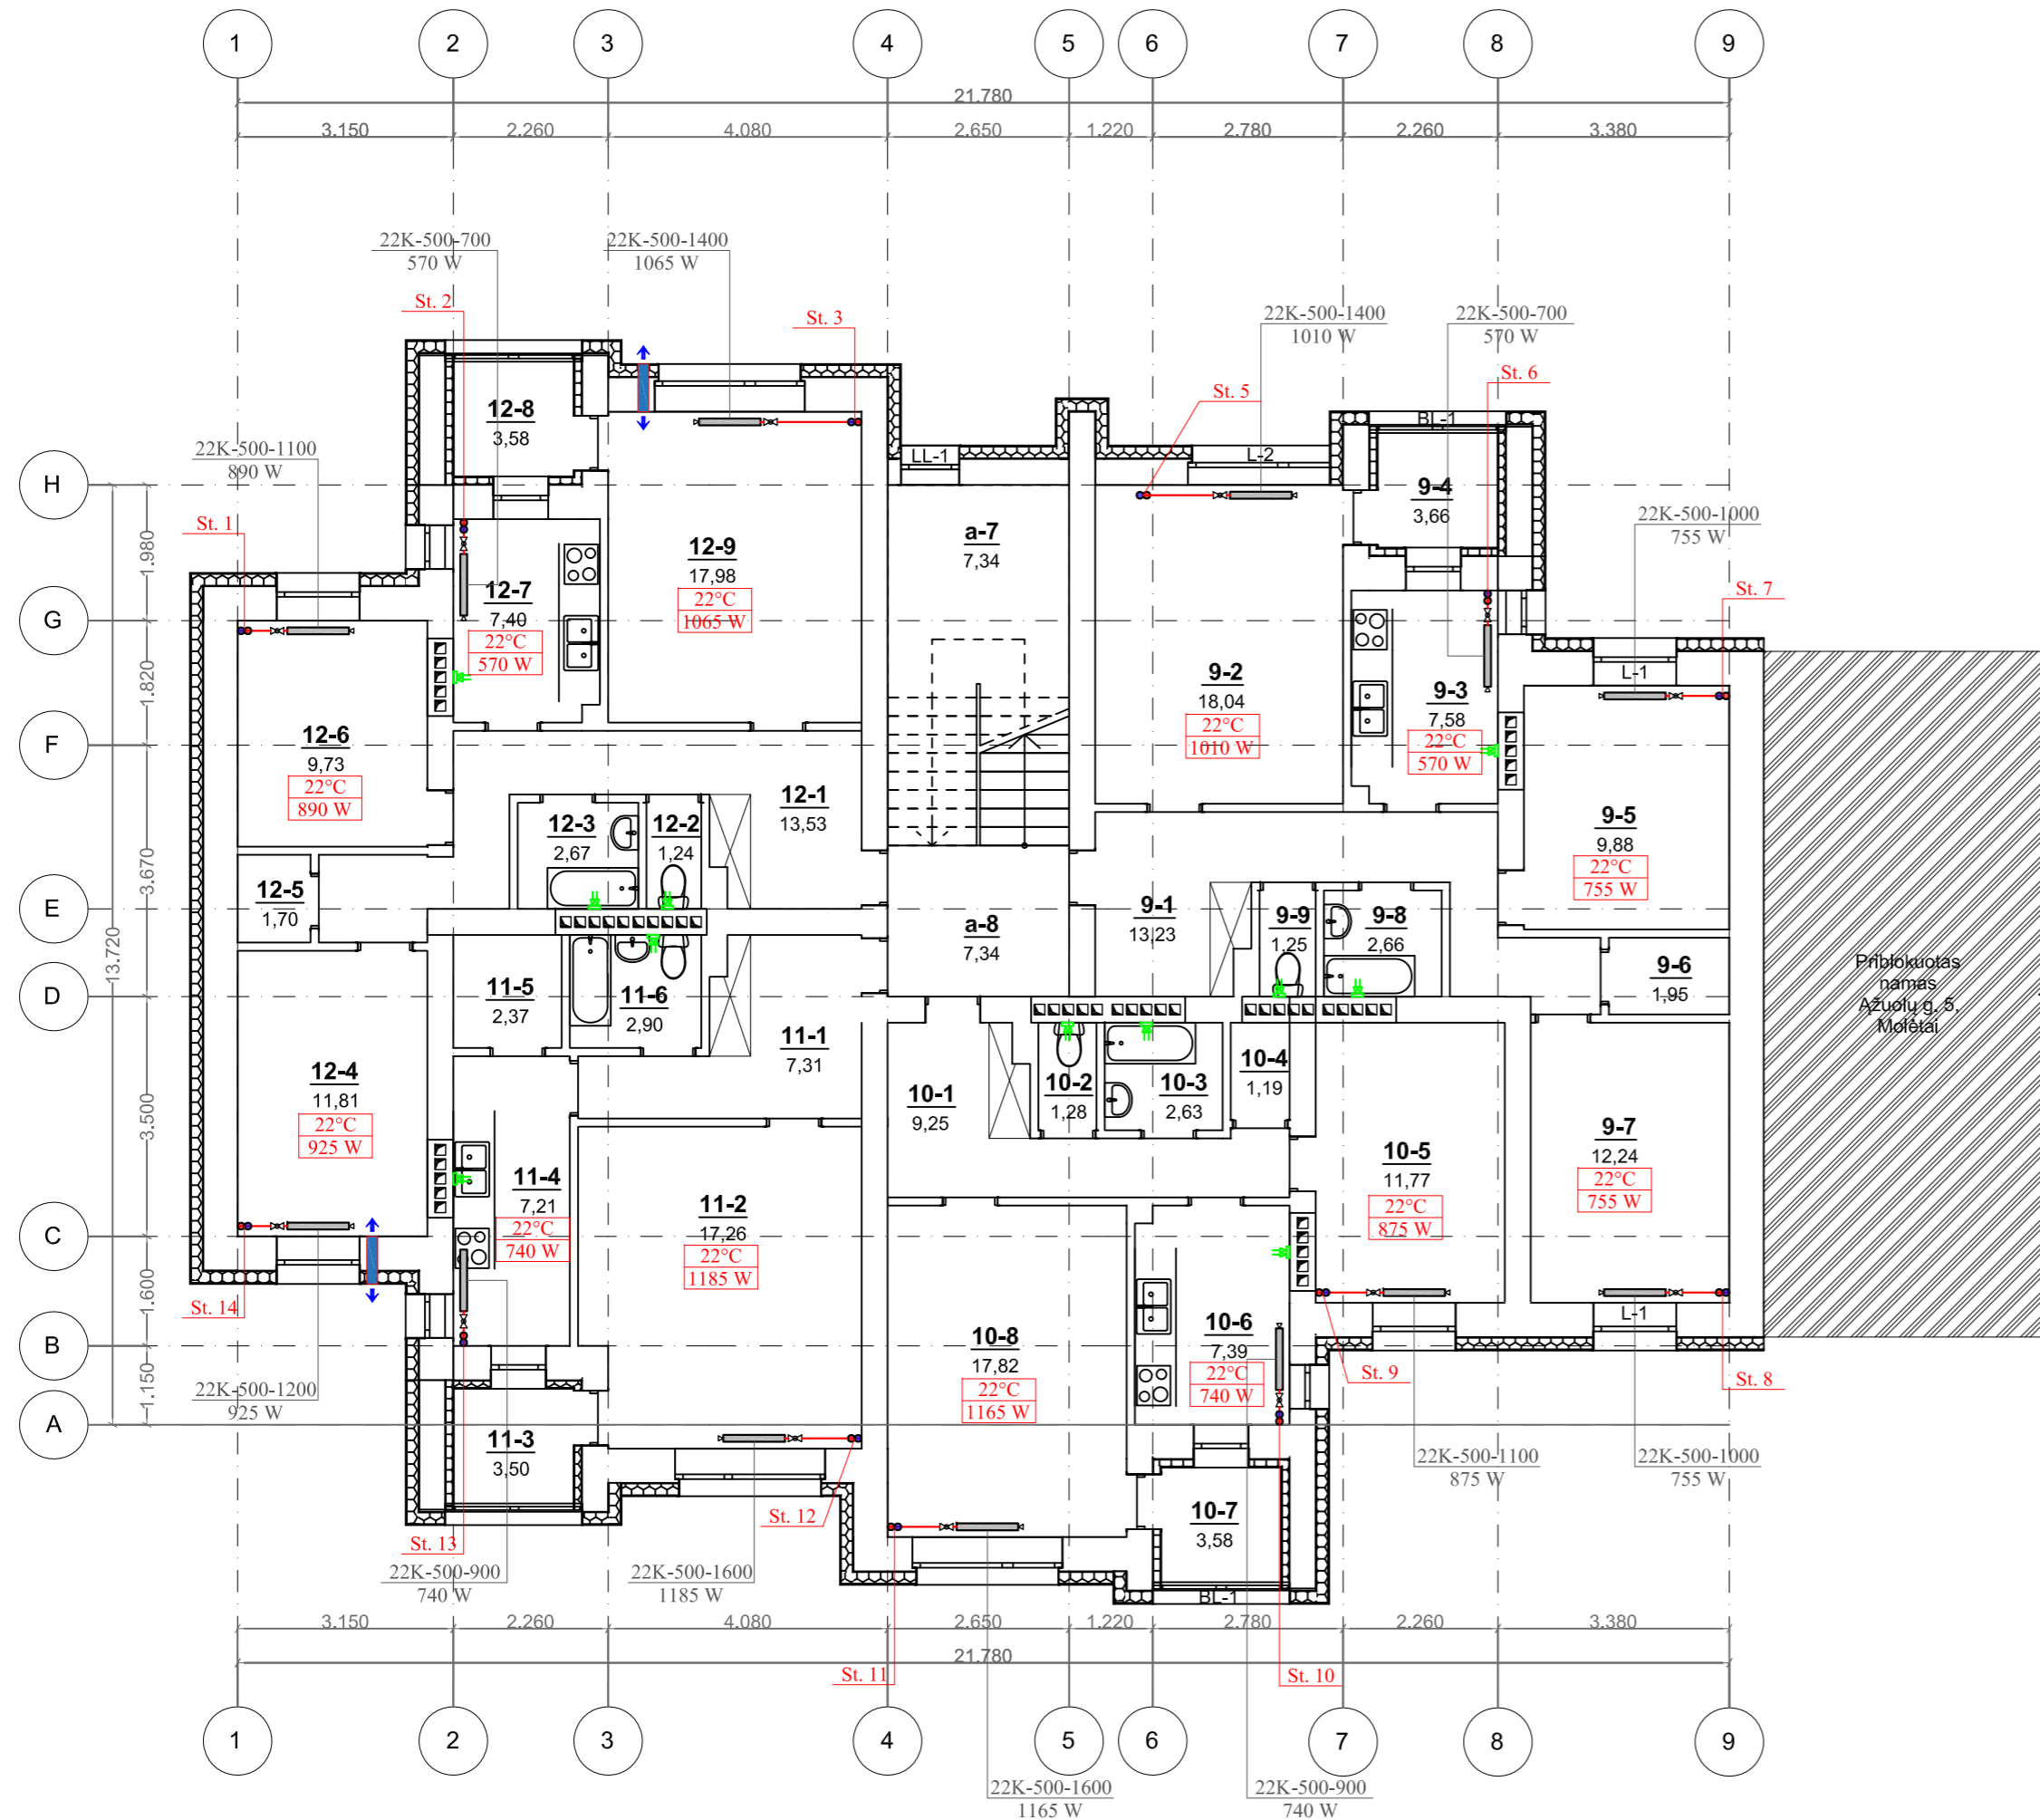 1 2 3 4 5 6 7 8 9
21.780
3.150 2.260 4.080 2.650 1.220 2.780 2.260 3.380
22K-500-700
570 W
22K-500-1400
1065 W
St. 2
St. 3
22K-500-1400
1010 W
22K-500-700
570 W
St. 5
St. 6
22K-500-1100
890 W
St. 1
22K-500-1000
755 W
St. 7
H
G
F
E
D
C
B
A
1.980
1.820
3.670
3.500
1.600
1.150
13.720
12-8
3,58
12-9
17,98
22°C
1065 W
12-7
7,40
22°C
570 W
12-6
9,73
22°C
890 W
LL-1
a-7
7,34
L-2
BL-1
9-4
3,66
9-2
18,04
22°C
1010 W
9-3
7,58
22°C
570 W
L-1
9-5
9,88
22°C
755 W
12-1
13,53
12-3
2,67
12-2
1,24
12-5
1,70
a-8
7,34
9-1
13,23
9-9
1,25
9-8
2,66
9-6
1,95
Priblokuotas
namas
Ąžuolų g. 5,
Molėtai
11-5
2,37
11-6
2,90
11-1
7,31
12-4
11,81
22°C
925 W
10-1
9,25
10-2
1,28
10-3
2,63
10-4
1,19
10-5
11,77
22°C
875 W
9-7
12,24
22°C
755 W
11-4
7,21
22°C
740 W
11-2
17,26
22°C
1185 W
10-8
17,82
22°C
1165 W
10-6
7,39
22°C
740 W
L-1
St. 14
St. 9
St. 8
22K-500-1200
925 W
11-3
3,50
10-7
3,58
BL-1
22K-500-1100
875 W
22K-500-1000
755 W
St. 12
St. 13
22K-500-900
740 W
22K-500-1600
1185 W
3.150 2.260 4.080 2.650 1.220 2.780 2.260 3.380
21.780
St. 11
St. 10
1 2 3 4 5 6 7 8 9
22K-500-1600
1165 W
22K-500-900
740 W